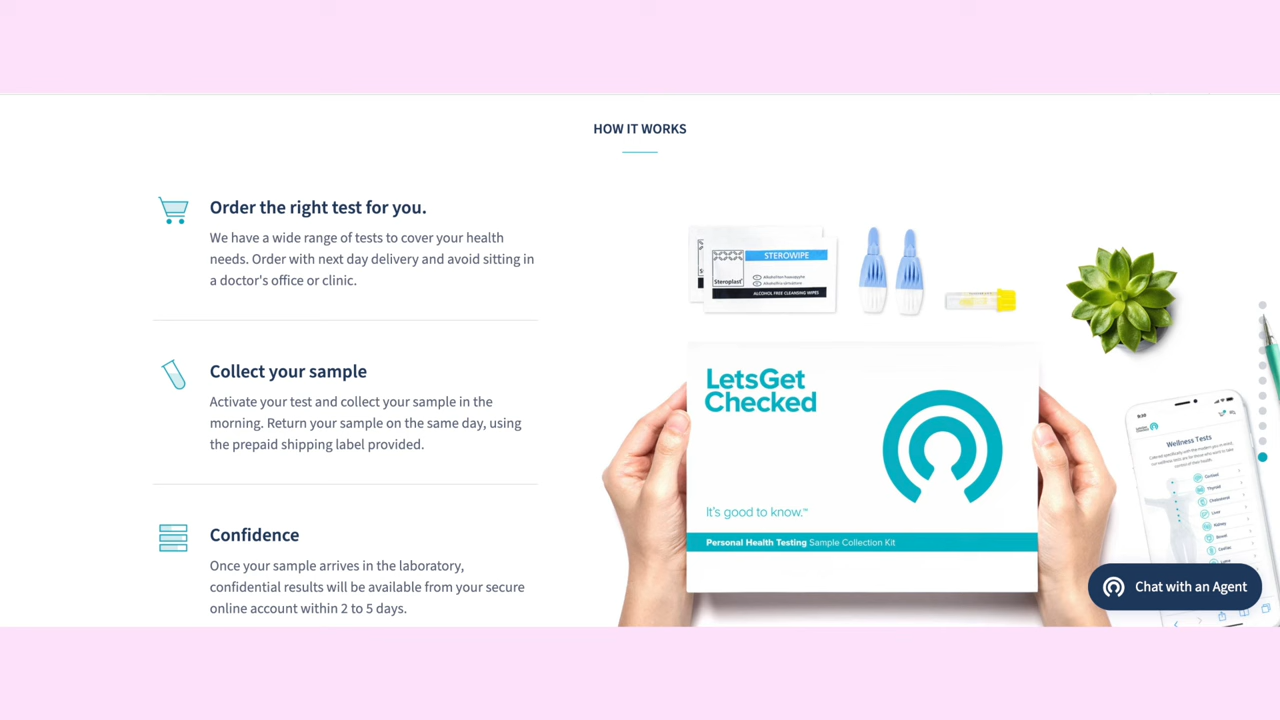 HOW IT WORKS
Order the right test for you.
We have a wide range of tests to cover your health
needs. Order with next day delivery and avoid sitting in
a doctor's office or clinic.
Collect your sample
Activate your test and collect your sample in the
morning. Return your sample on the same day, using
the prepaid shipping label provided.
Confidence
Once your sample arrives in the laboratory,
confidential results will be available from your secure
online account within 2 to 5 days.
STEROWIPE
Steroplast
ALCOHOL FREE CLEANSING WIPES
LetsGet
Checked
It's good to know.™
Personal Health Testing Sample Collection Kit
Wellness Tests
Cortisol
Thyroid
Cholesterol
Liver
Kidney
Chat with an Agent